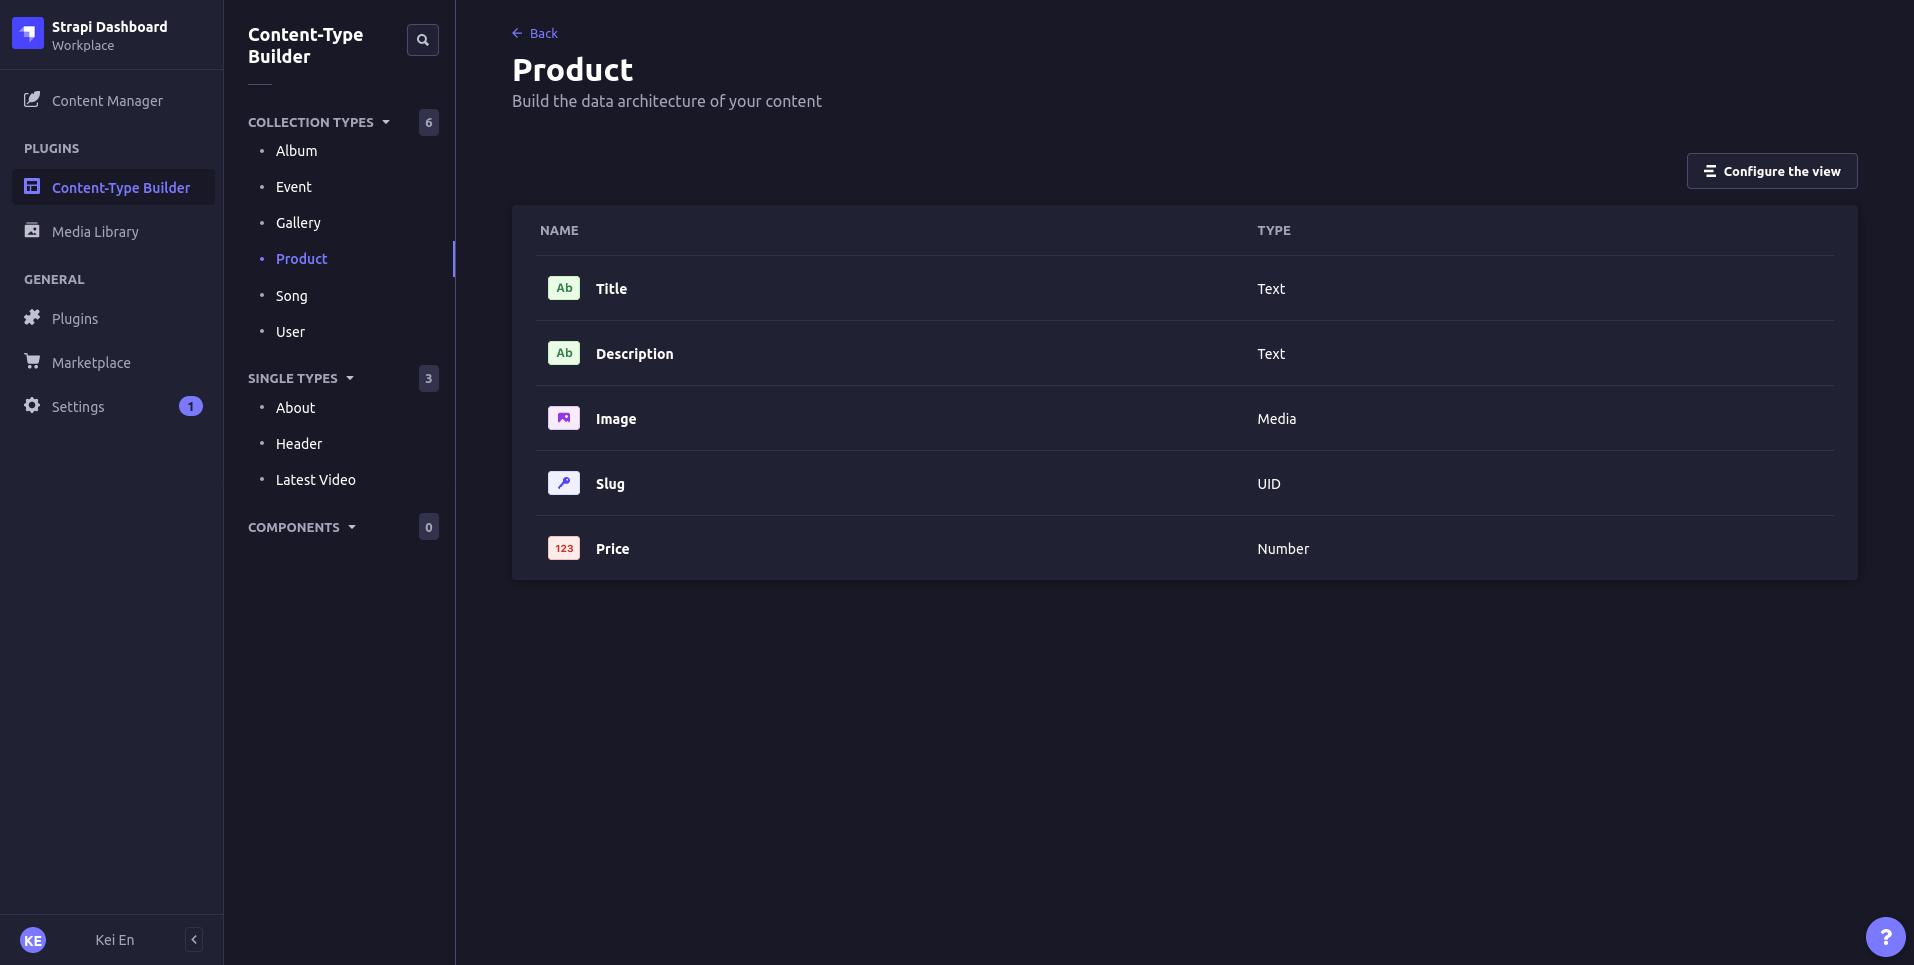 Strapi Dashboard
Workplace
Content Manager
PLUGINS
Content-Type Builder
Media Library
GENERAL
Plugins
Marketplace
Settings
1
KE
Kei En
Content-Type
Builder
COLLECTION TYPES
6
Album
Event
Gallery
Product
Song
User
SINGLE TYPES
3
About
Header
Latest Video
COMPONENTS
0
Back
Product
Build the data architecture of your content
Configure the view
NAME TYPE
Ab Title Text
Ab Description Text
Image Media
Slug UID
123 Price Number
?